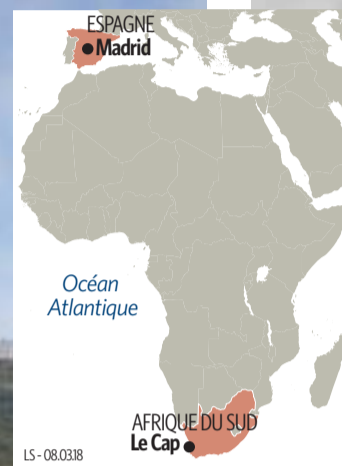 ESPAGNE
Madrid
Océan
Atlantique
AFRIQUE DU SUD
Le Cap
LS - 08.03.18